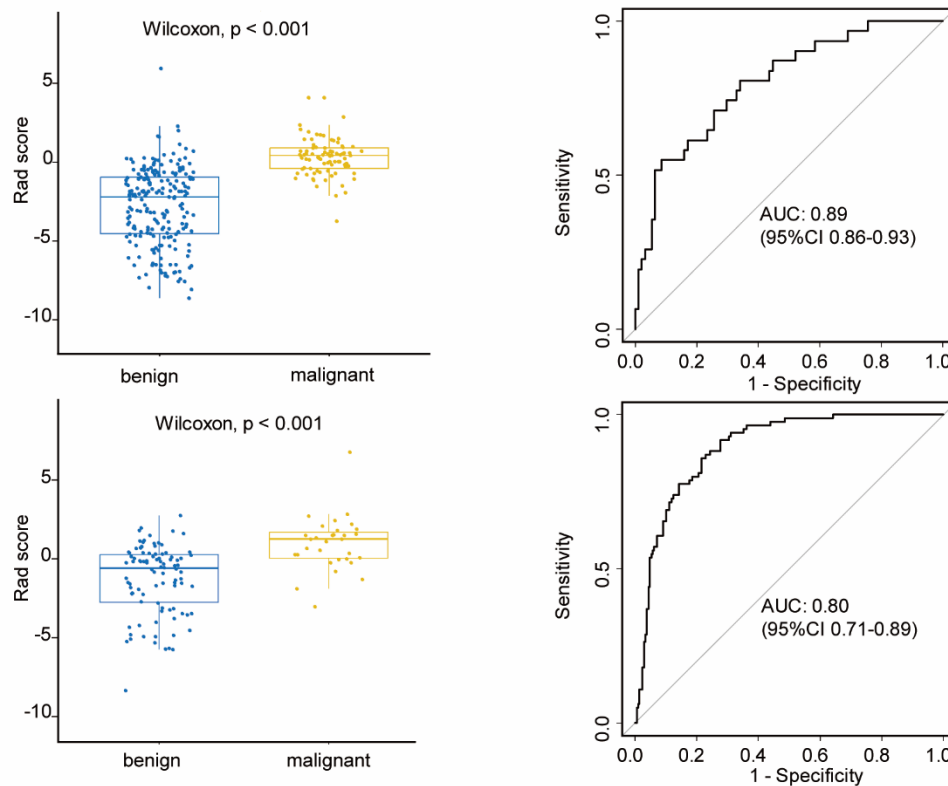 Wilcoxon, p < 0.001
Rad score
5
0
-5
-10
benign
malignant
Sensitivity
1.0
0.5
0.0
AUC: 0.89
(95%CI 0.86-0.93)
0.0 0.2 0.4 0.6 0.8 1.0
1 - Specificity
Wilcoxon, p < 0.001
Rad score
5
0
-5
-10
benign
malignant
Sensitivity
1.0
0.5
0.0
AUC: 0.80
(95%CI 0.71-0.89)
0.0 0.2 0.4 0.6 0.8 1.0
1 - Specificity